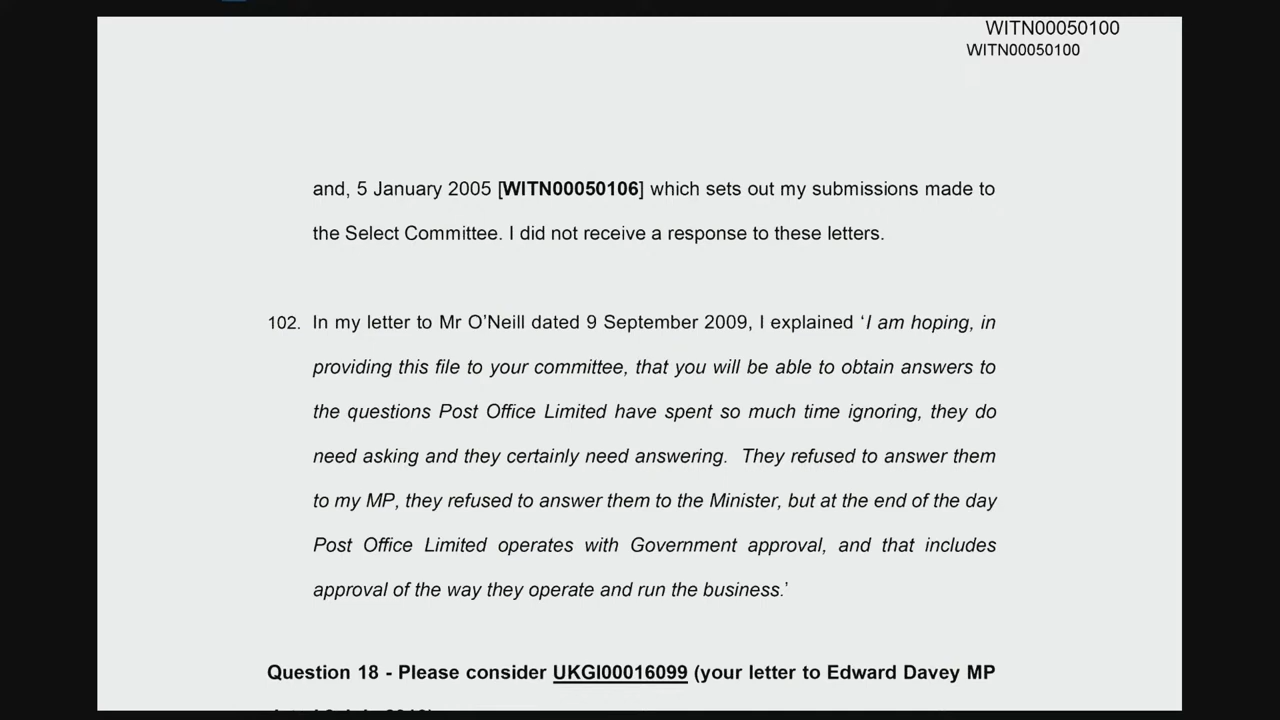 WITN00050100
WITN00050100
and, 5 January 2005 [WITN00050106] which sets out my submissions made to
the Select Committee. I did not receive a response to these letters.
102. In my letter to Mr O’Neill dated 9 September 2009, I explained ‘I am hoping, in
providing this file to your committee, that you will be able to obtain answers to
the questions Post Office Limited have spent so much time ignoring, they do
need asking and they certainly need answering. They refused to answer them
to my MP, they refused to answer them to the Minister, but at the end of the day
Post Office Limited operates with Government approval, and that includes
approval of the way they operate and run the business.’
Question 18 - Please consider UKGI00016099 (your letter to Edward Davey MP